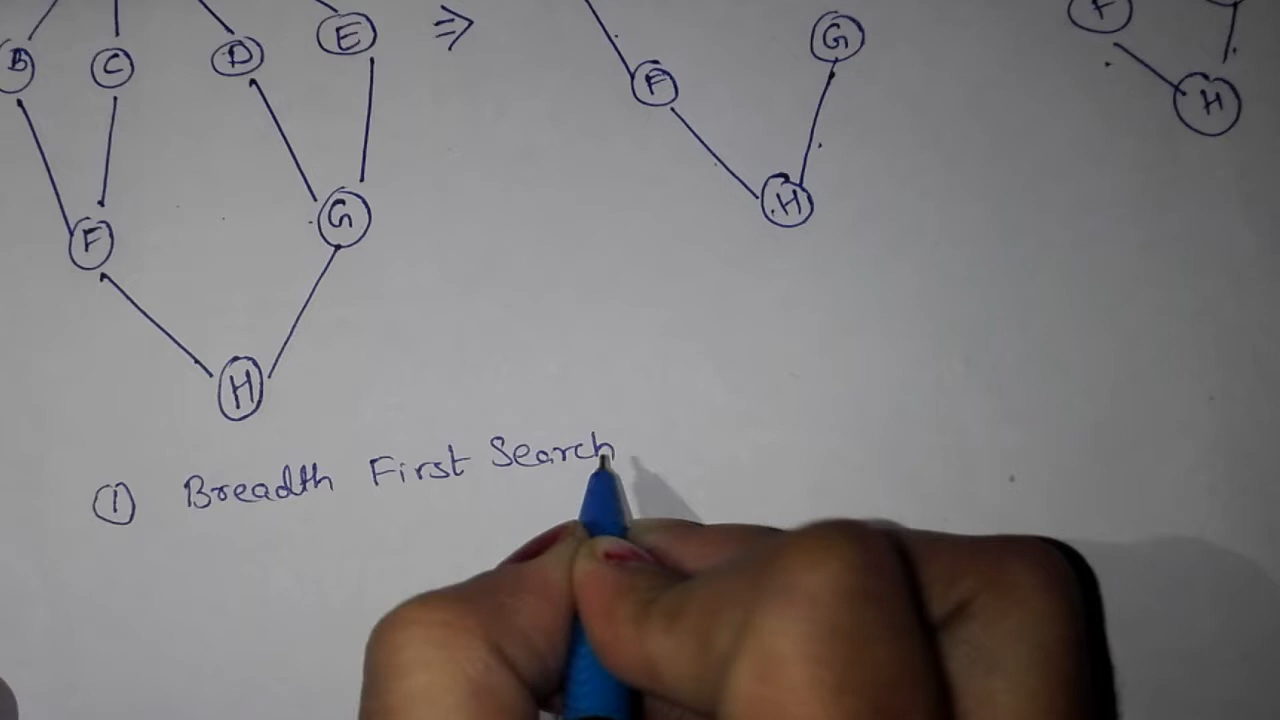 B C D E ⇒ G F
F H
F G
H
H
① Breadth First Search